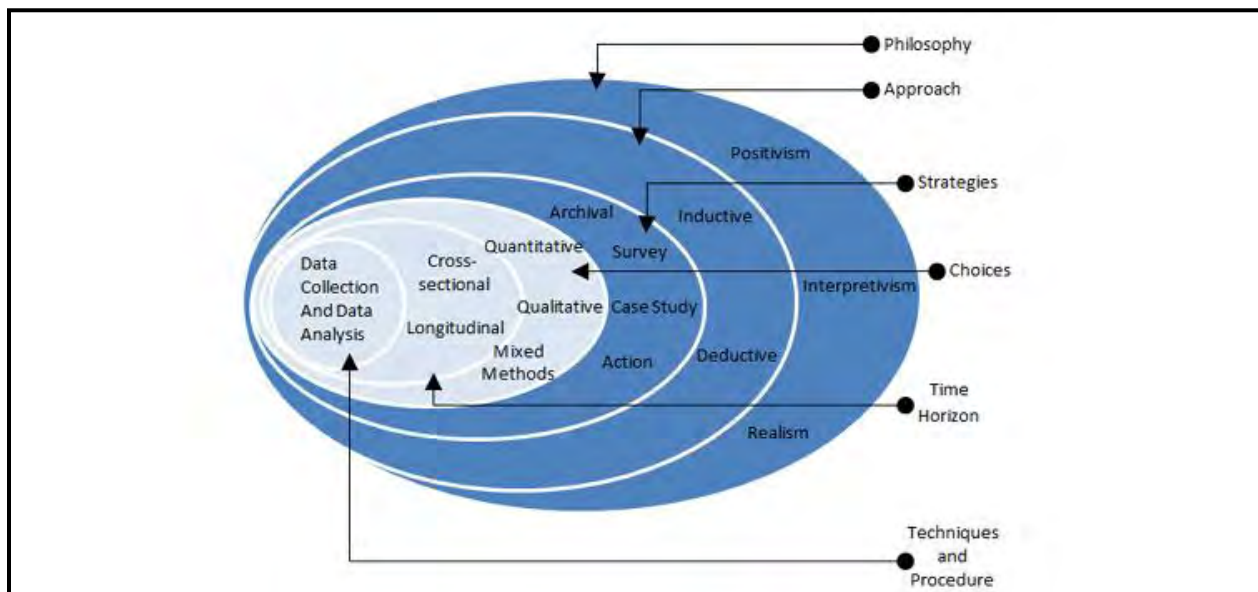 Philosophy
Approach
Positivism
Strategies
Archival
Inductive
Survey
Quantitative
Choices
Cross-
sectional
Data
Collection
And Data
Analysis
Interpretivism
Qualitative
Case Study
Longitudinal
Mixed
Methods
Action
Deductive
Time
Horizon
Realism
Techniques
and
Procedure